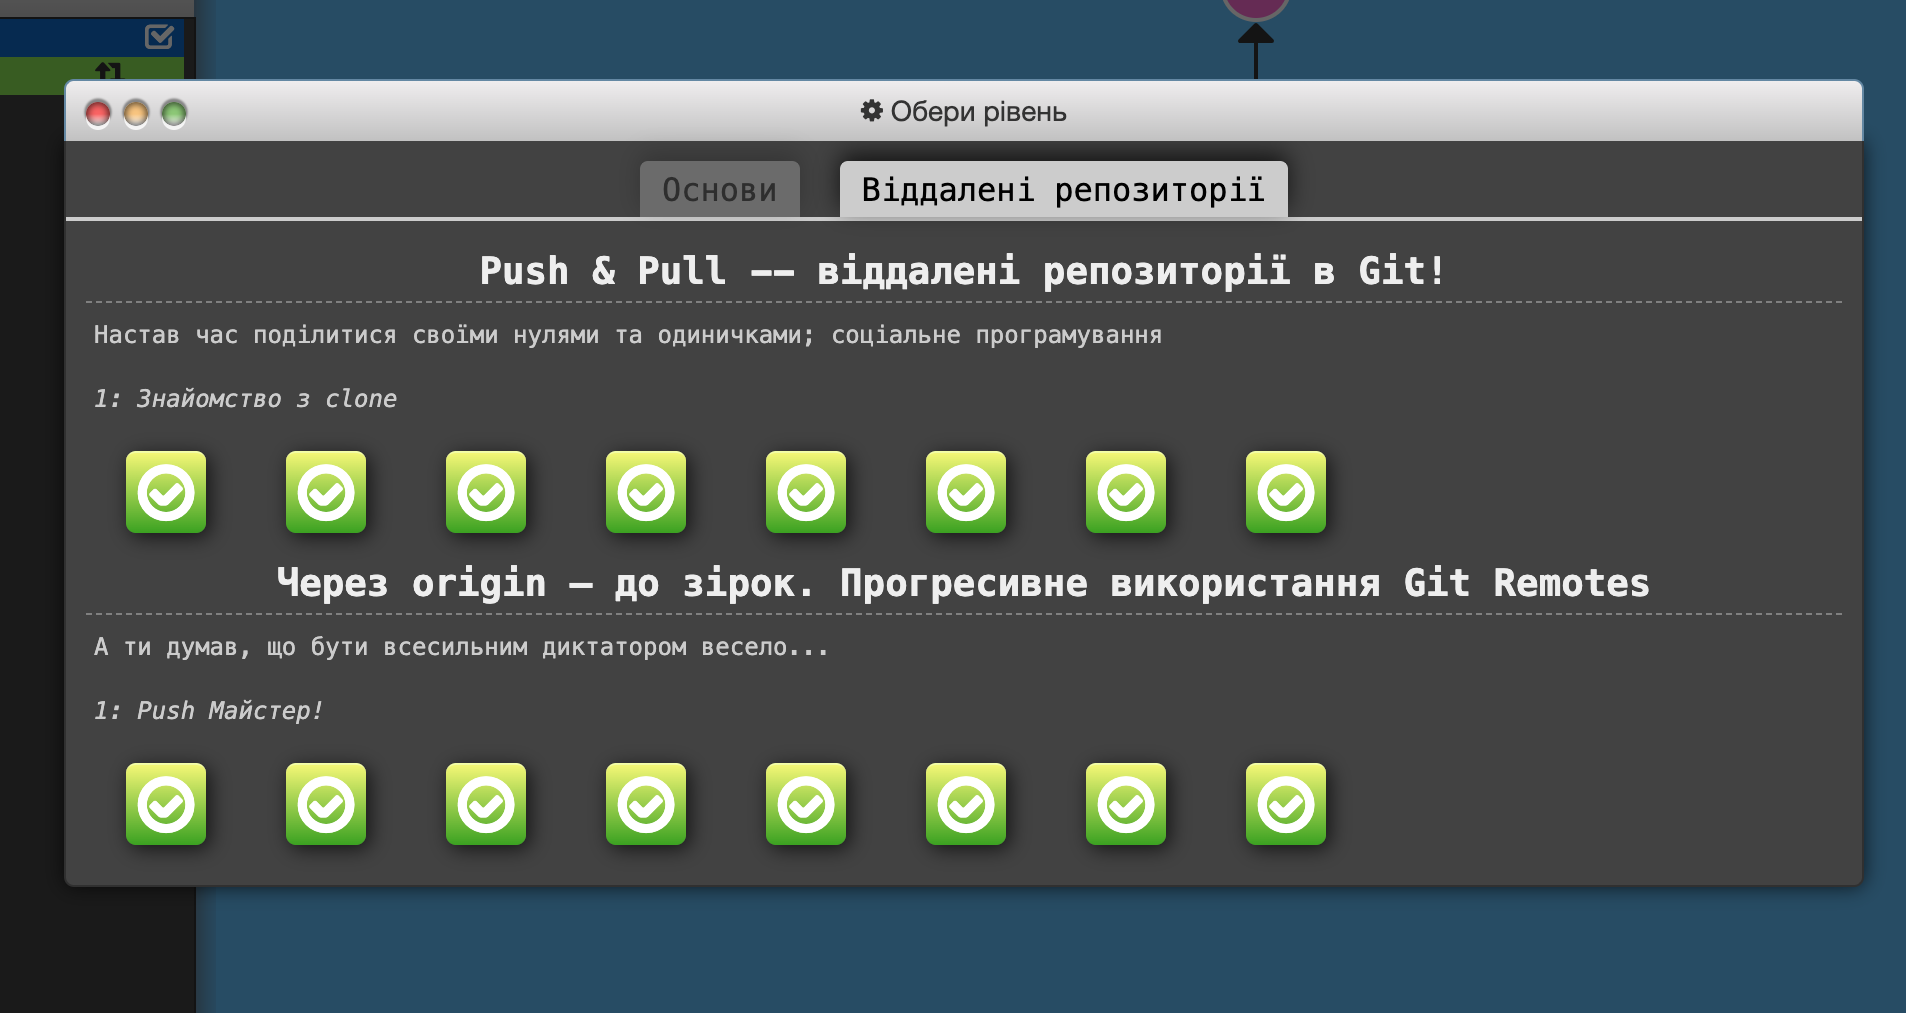 Обери рівень
Основи
Віддалені репозиторії
Push & Pull -- віддалені репозиторії в Git!
Настав час поділитися своїми нулями та одиничками; соціальне програмування
1: Знайомство з clone
Через origin – до зірок. Прогресивне використання Git Remotes
А ти думав, що бути всесильним диктатором весело...
1: Push Майстер!